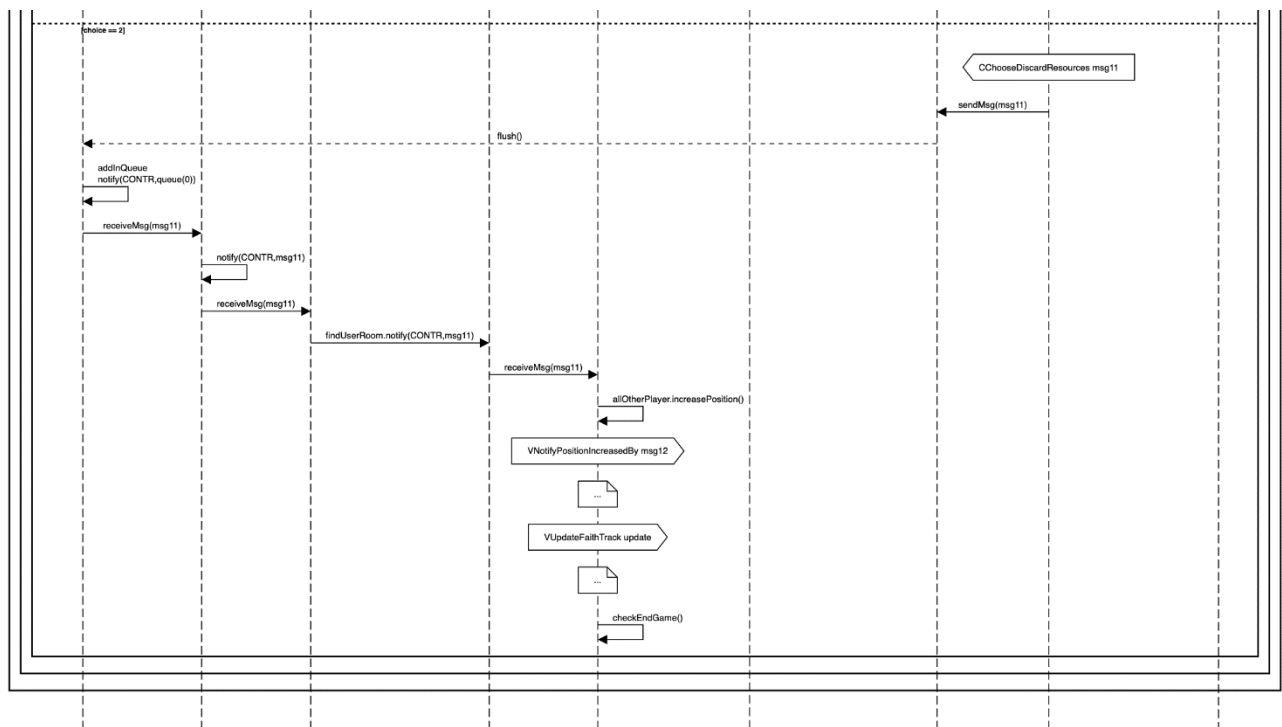 [choice == 2]
CChooseDiscardResources msg11
sendMsg(msg11)
flush()
addInQueue
notify(CONTR,queue(0))
receiveMsg(msg11)
notify(CONTR,msg11)
receiveMsg(msg11)
findUserRoom.notify(CONTR,msg11)
receiveMsg(msg11)
allOtherPlayer.increasePosition()
VNotifyPositionIncreasedBy msg12
...
VUpdateFaithTrack update
...
checkEndGame()